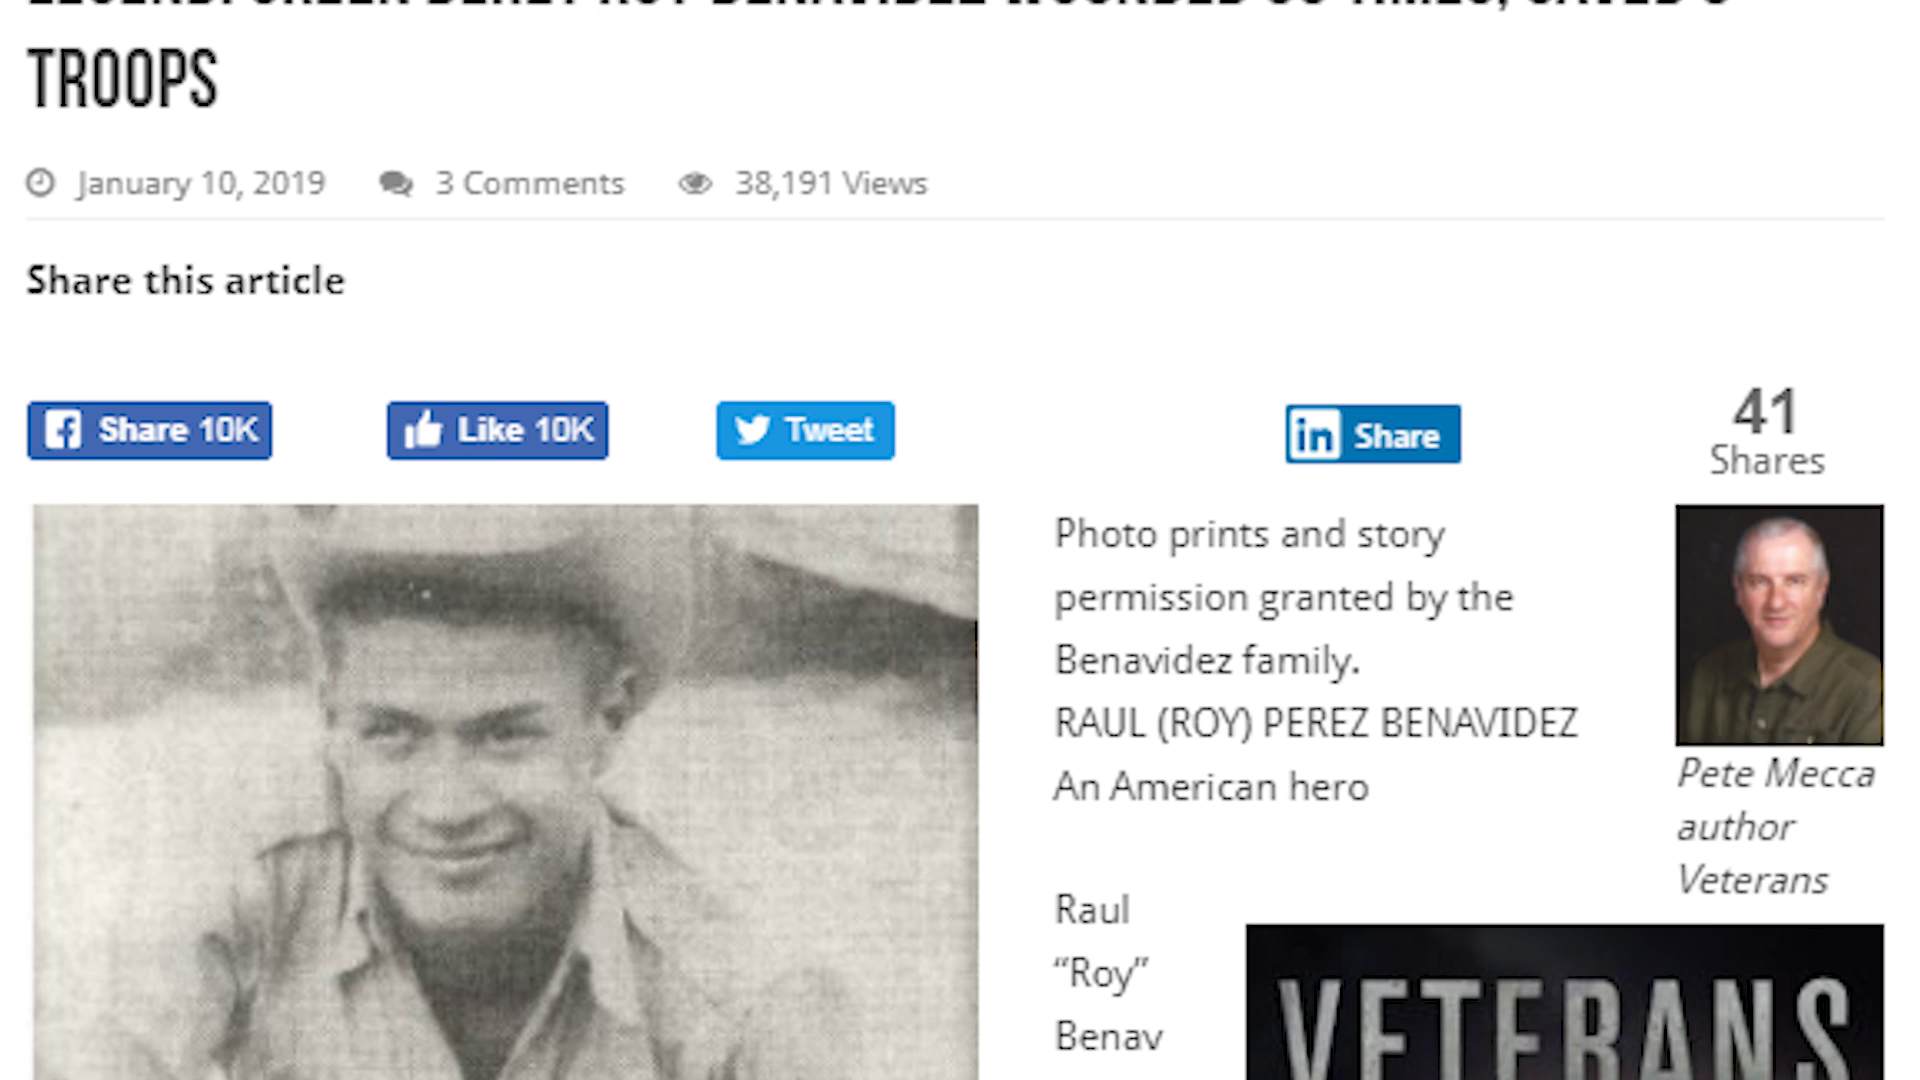 TROOPS
January 10, 2019 3 Comments 38,191 Views
Share this article
Share 10K Like 10K Tweet in Share 41
Shares
Photo prints and story
permission granted by the
Benavidez family.
RAUL (ROY) PEREZ BENAVIDEZ
An American hero
Raul
“Roy”
Benav
Pete Mecca
author
Veterans
VETERANS